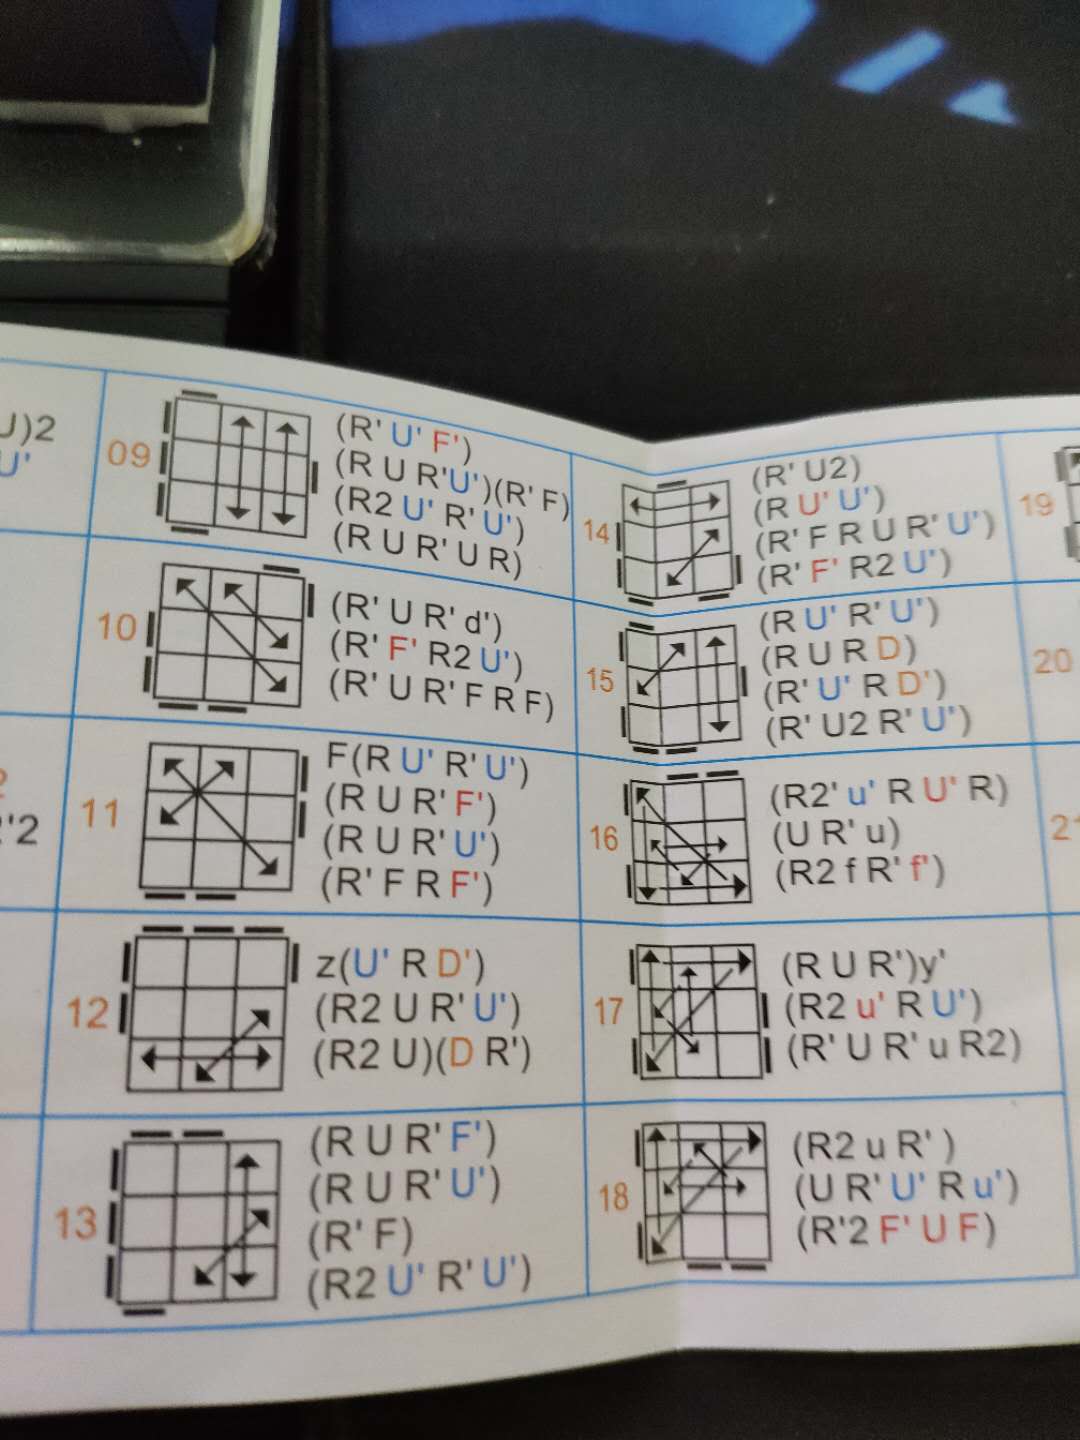 U)2
U'
2
'2
09
(R' U' F')
(R U R'U')(R' F)
(R2 U' R' U')
(R U R' U R)
10
(R' U R' d')
(R' F' R2 U')
(R' U R' F R F)
11
F(R U' R' U')
(R U R' F')
(R U R' U')
(R' F R F')
12
z(U' R D')
(R2 U R' U')
(R2 U)(D R')
13
(R U R' F')
(R U R' U')
(R' F)
(R2 U' R' U')
14
(R' U2)
(R U' U')
(R' F R U R' U')
(R' F' R2 U')
15
(R U' R' U')
(R U R D)
(R' U' R D')
(R' U2 R' U')
16
(R2' u' R U' R)
(U R' u)
(R2 f R' f')
17
(R U R')y'
(R2 u' R U')
(R' U R' u R2)
18
(R2 u R' )
(U R' U' R u')
(R'2 F' U F)
19
20